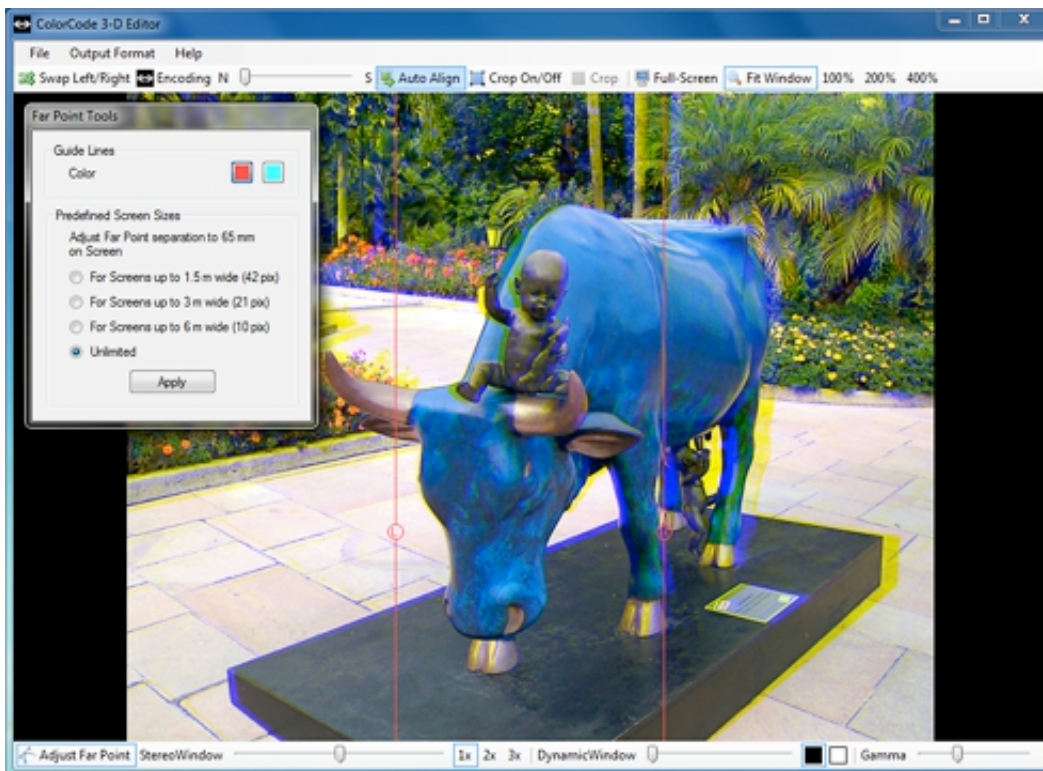 ColorCode 3-D Editor
File Output Format Help
Swap Left/Right Encoding N S Auto Align Crop On/Off Crop Full-Screen Fit Window 100% 200% 400%
Far Point Tools
Guide Lines
Color
Predefined Screen Sizes
Adjust Far Point separation to 65 mm
on Screen
For Screens up to 1.5 m wide (42 pix)
For Screens up to 3 m wide (21 pix)
For Screens up to 6 m wide (10 pix)
Unlimited
Apply
L
Adjust Far Point StereoWindow 1x 2x 3x DynamicWindow Gamma